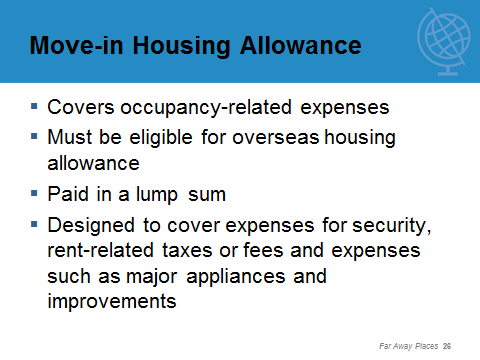 Move-in Housing Allowance
▪ Covers occupancy-related expenses
▪ Must be eligible for overseas housing
allowance
▪ Paid in a lump sum
▪ Designed to cover expenses for security,
rent-related taxes or fees and expenses
such as major appliances and
improvements
Far Away Places 26